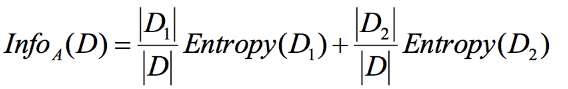 Info_A(D) = |D_1|/|D| Entropy(D_1) + |D_2|/|D| Entropy(D_2)